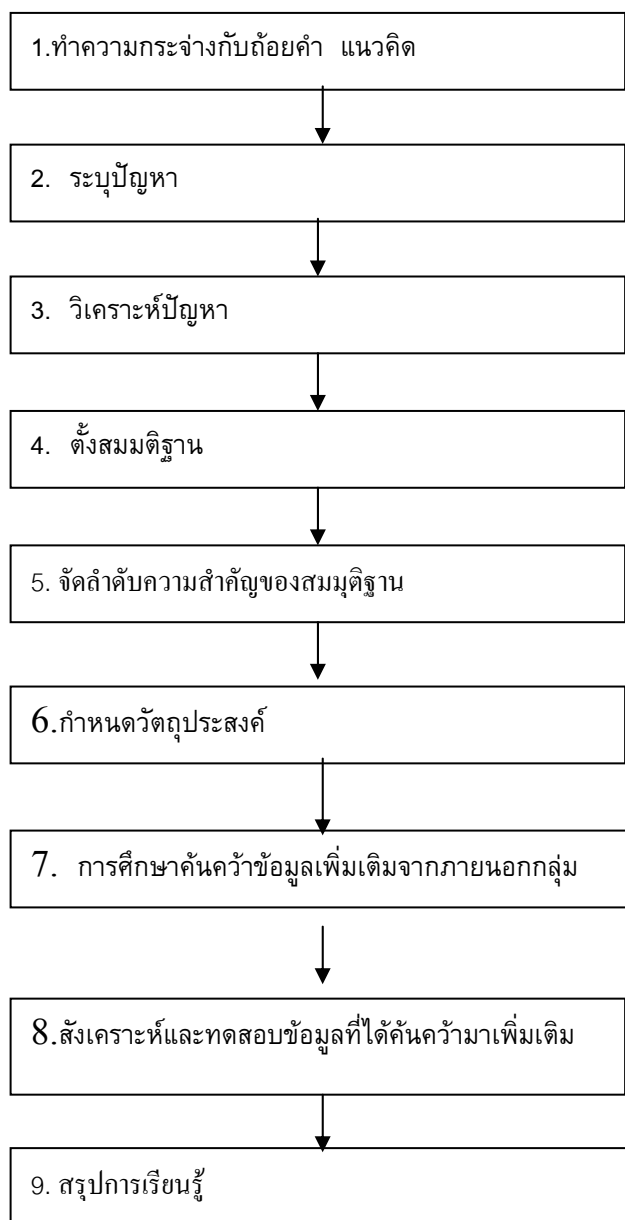 1.ทำความกระจ่างกับถ้อยคำ แนวคิด
2. ระบุปัญหา
3. วิเคราะห์ปัญหา
4. ตั้งสมมติฐาน
5. จัดลำดับความสำคัญของสมมุติฐาน
6.กำหนดวัตถุประสงค์
7. การศึกษาค้นคว้าข้อมูลเพิ่มเติมจากภายนอกกลุ่ม
8.สังเคราะห์และทดสอบข้อมูลที่ได้ค้นคว้ามาเพิ่มเติม
9. สรุปการเรียนรู้